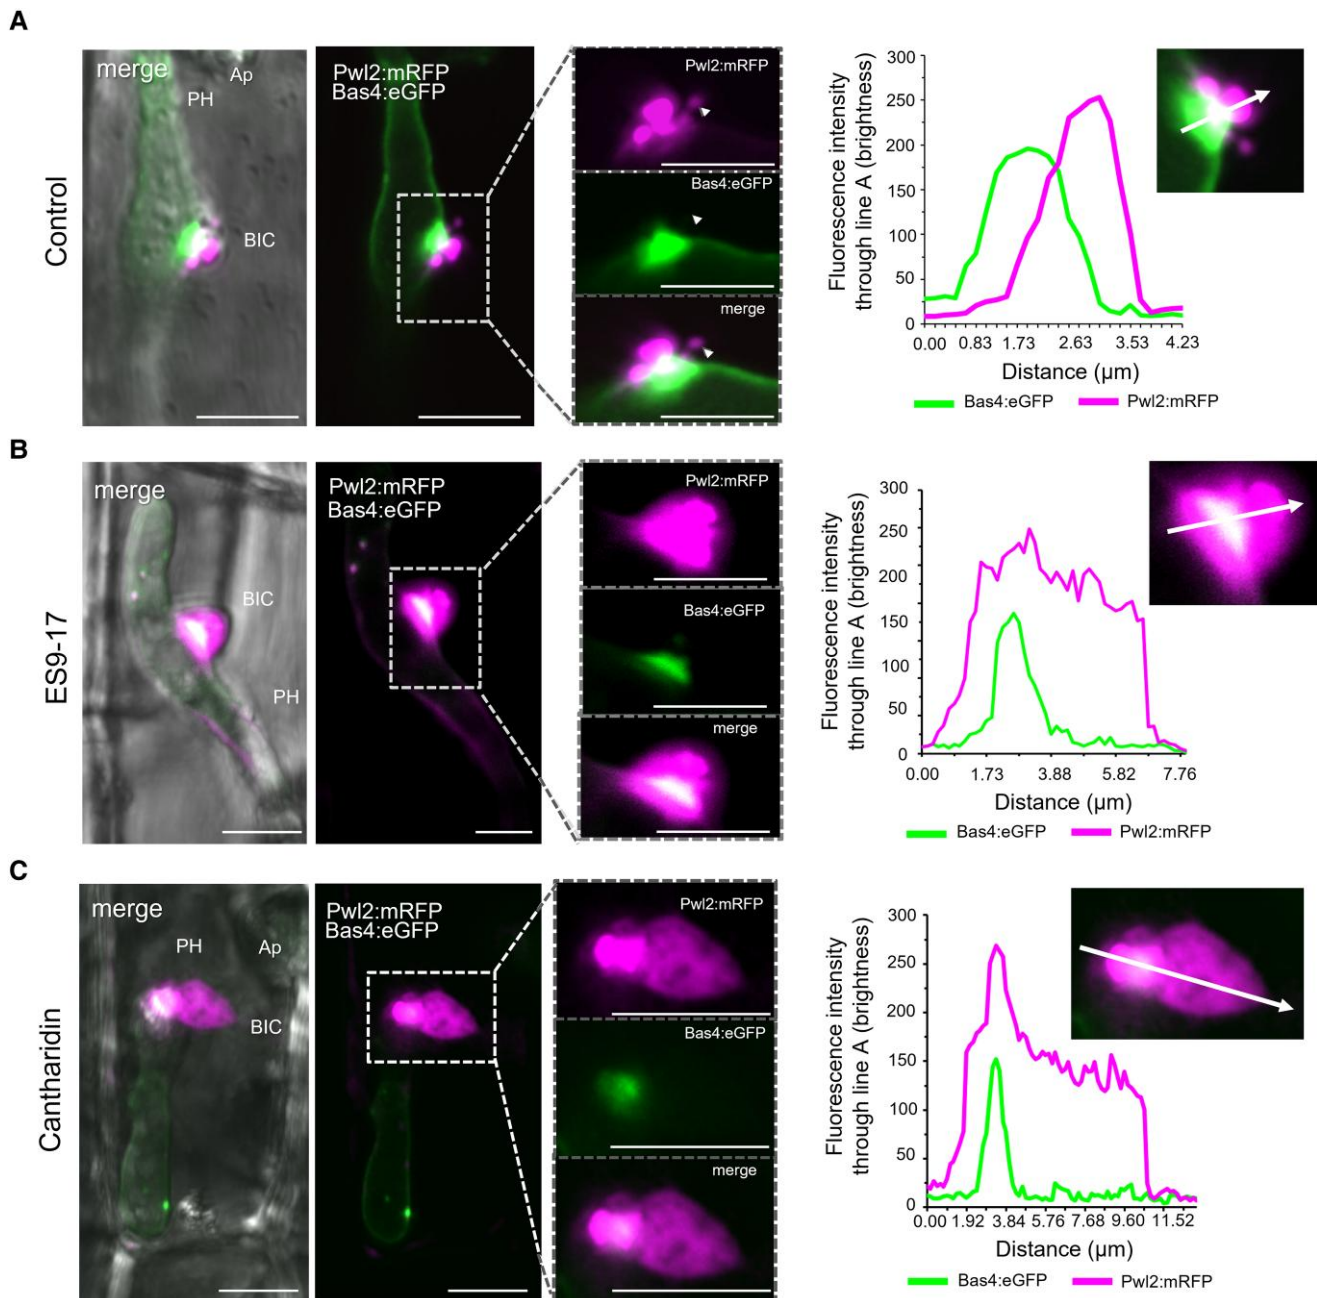 A
Control
merge
Ap
PH
BIC
Pwl2:mRFP
Bas4:eGFP
Pwl2:mRFP
Bas4:eGFP
merge
Fluorescence intensity
through line A (brightness)
300
250
200
150
100
50
0
0.00 0.83 1.73 2.63 3.53 4.23
Distance (µm)
Bas4:eGFP Pwl2:mRFP
B
ES9-17
merge
BIC
PH
Pwl2:mRFP
Bas4:eGFP
Pwl2:mRFP
Bas4:eGFP
merge
Fluorescence intensity
through line A (brightness)
300
250
200
150
200
150
100
50
0
0.00 1.73 3.88 5.82 7.76
Distance (µm)
Bas4:eGFP Pwl2:mRFP
C
Cantharidin
merge
PH
Ap
BIC
Pwl2:mRFP
Bas4:eGFP
Pwl2:mRFP
Bas4:eGFP
merge
Fluorescence intensity
through line A (brightness)
300
250
200
150
100
50
0
0.00 1.92 3.84 5.76 7.68 9.60 11.52
Distance (µm)
Bas4:eGFP Pwl2:mRFP